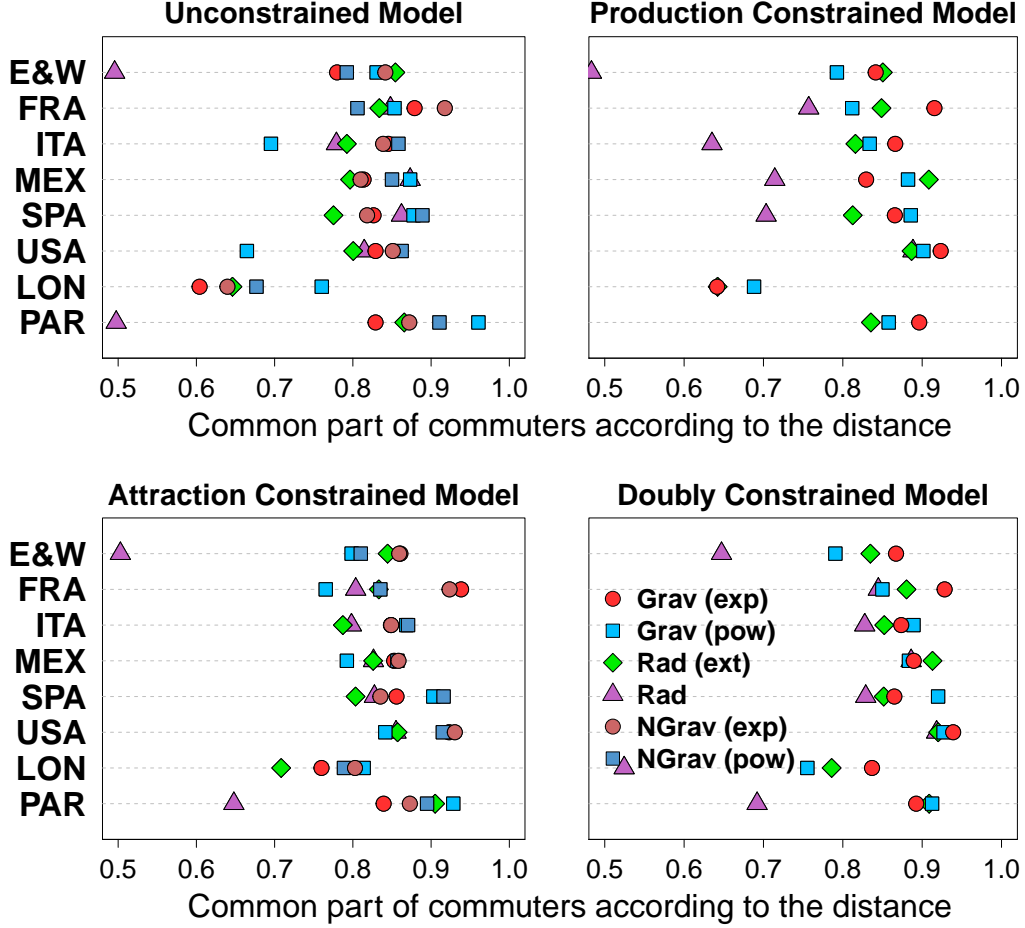 Unconstrained Model
Production Constrained Model
E&W
FRA
ITA
MEX
SPA
USA
LON
PAR
0.5 0.6 0.7 0.8 0.9 1.0
0.5 0.6 0.7 0.8 0.9 1.0
Common part of commuters according to the distance
Attraction Constrained Model
Doubly Constrained Model
E&W
FRA
ITA
MEX
SPA
USA
LON
PAR
Grav (exp)
Grav (pow)
Rad (ext)
Rad
NGrav (exp)
NGrav (pow)
0.5 0.6 0.7 0.8 0.9 1.0
0.5 0.6 0.7 0.8 0.9 1.0
Common part of commuters according to the distance